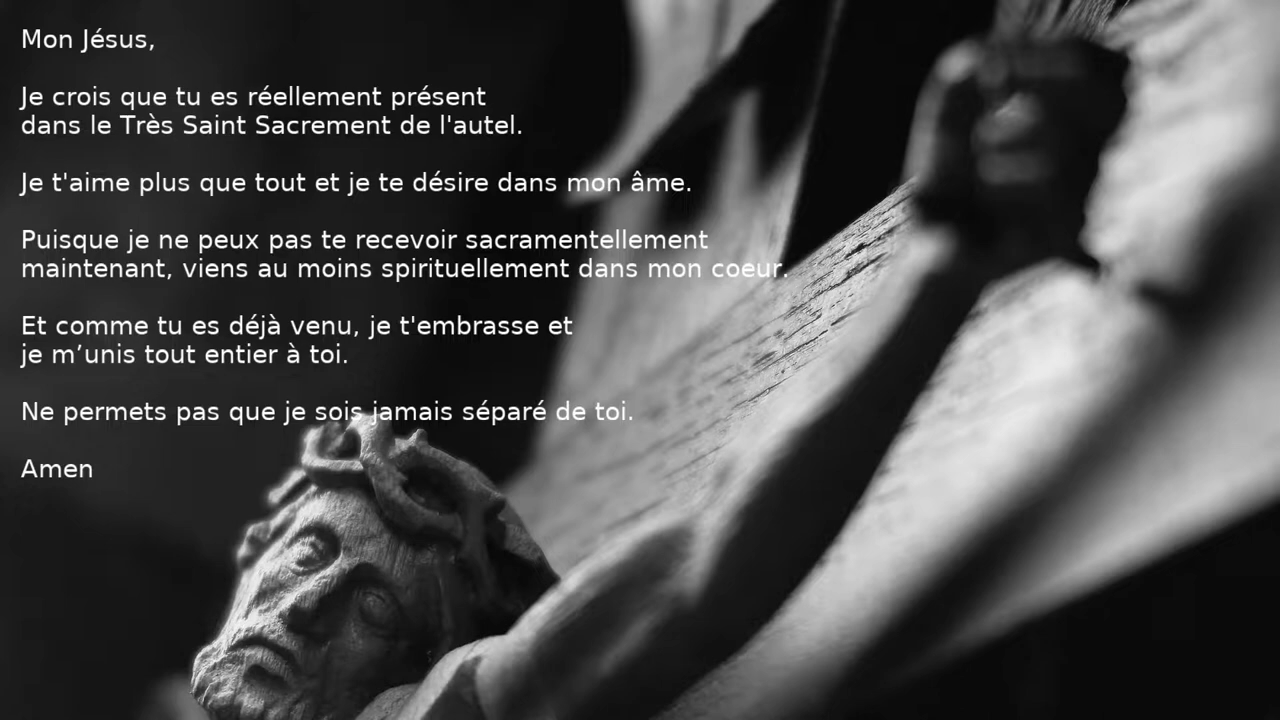 Mon Jésus,
Je crois que tu es réellement présent
dans le Très Saint Sacrement de l'autel.
Je t'aime plus que tout et je te désire dans mon âme.
Puisque je ne peux pas te recevoir sacramentellement
maintenant, viens au moins spirituellement dans mon coeur.
Et comme tu es déjà venu, je t'embrasse et
je m’unis tout entier à toi.
Ne permets pas que je sois jamais séparé de toi.
Amen